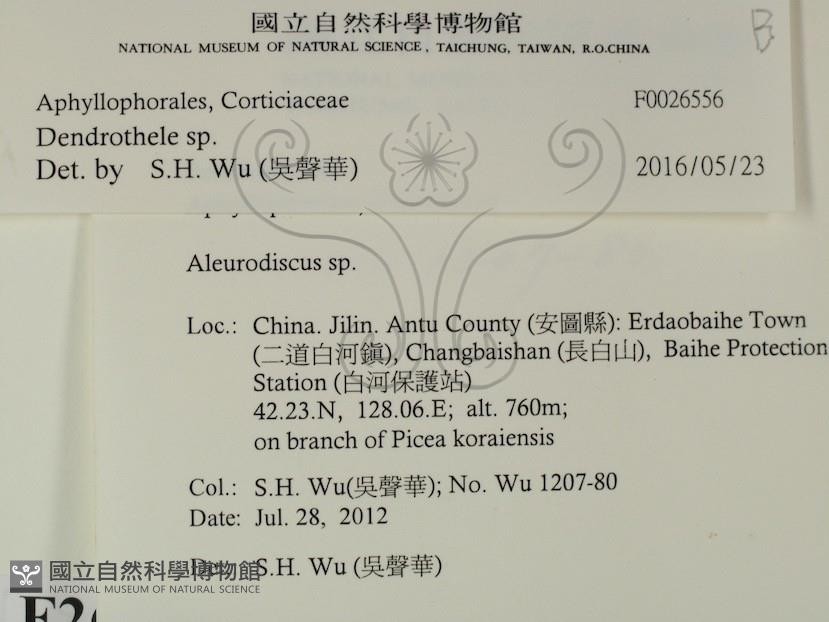 國立自然科學博物館
NATIONAL MUSEUM OF NATURAL SCIENCE, TAICHUNG, TAIWAN, R.O.CHINA
B
Aphyllophorales, Corticiaceae F0026556
Dendrothele sp.
Det. by S.H. Wu (吳聲華) 2016/05/23
Aleurodiscus sp.
Loc.: China. Jilin. Antu County (安圖縣): Erdaobaihe Town
(二道白河鎮), Changbaishan (長白山), Baihe Protection
Station (白河保護站)
42.23.N, 128.06.E; alt. 760m;
on branch of Picea koraiensis
Col.: S.H. Wu(吳聲華); No. Wu 1207-80
Date: Jul. 28, 2012
S.H. Wu (吳聲華)
國立自然科學博物館
NATIONAL MUSEUM OF NATURAL SCIENCE